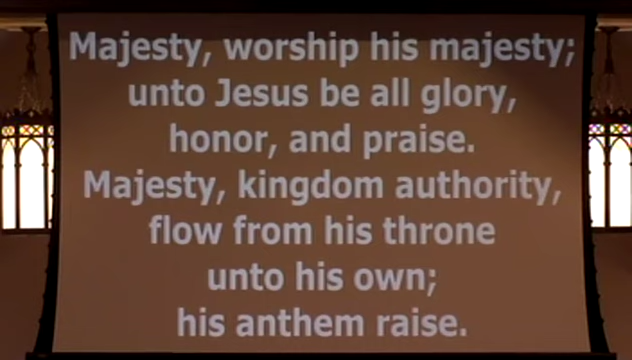 Majesty, worship his majesty;
unto Jesus be all glory,
honor, and praise.
Majesty, kingdom authority,
flow from his throne
unto his own;
his anthem raise.